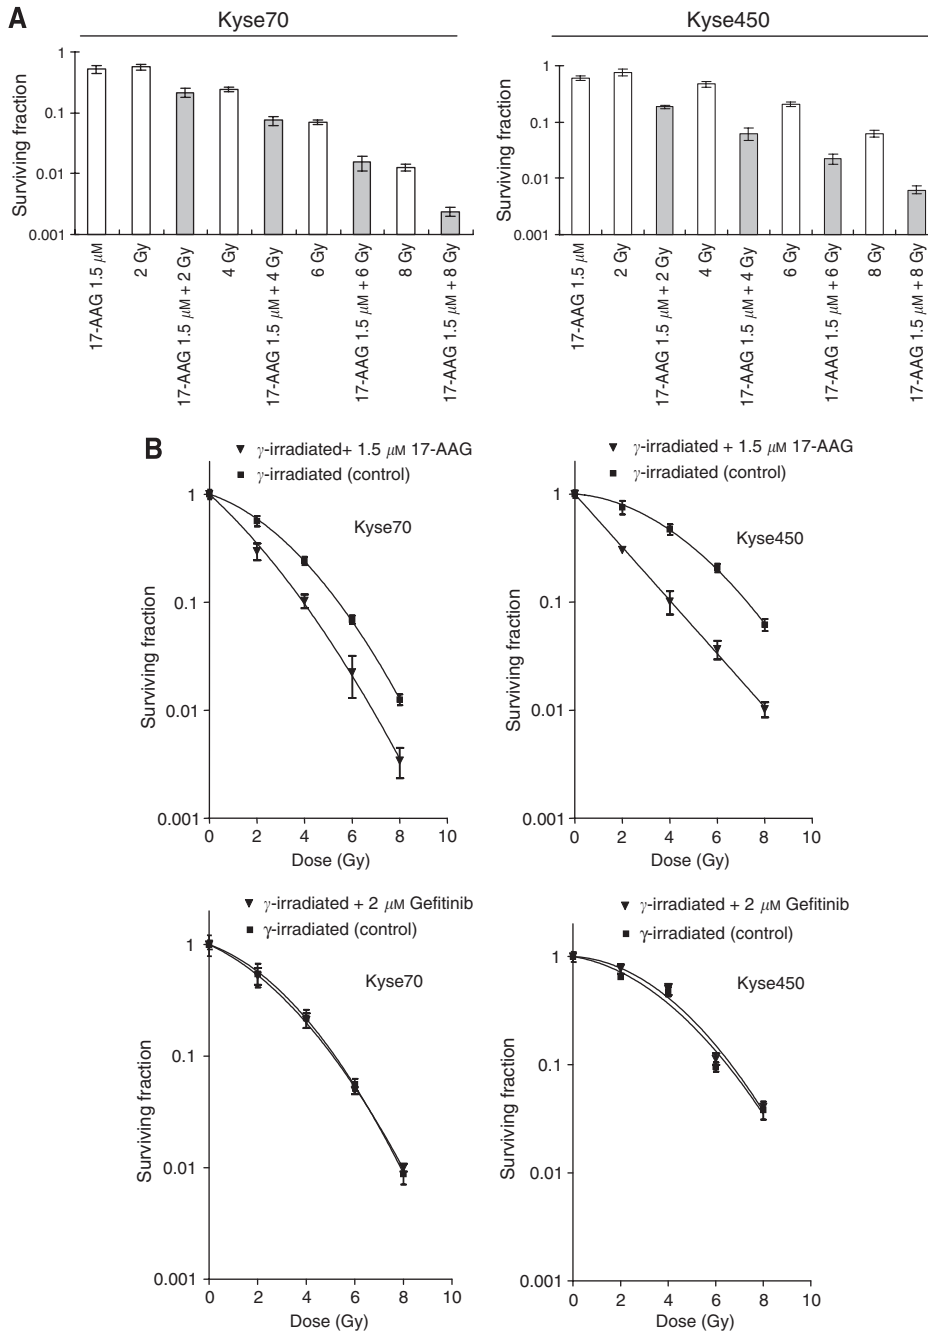 A
Kyse70
Kyse450
Surviving fraction
1
0.1
0.01
0.001
17-AAG 1.5 μM
2 Gy
17-AAG 1.5 μM + 2 Gy
4 Gy
17-AAG 1.5 μM + 4 Gy
6 Gy
17-AAG 1.5 μM + 6 Gy
8 Gy
17-AAG 1.5 μM + 8 Gy
Surviving fraction
1
0.1
0.01
0.001
17-AAG 1.5 μM
2 Gy
17-AAG 1.5 μM + 2 Gy
4 Gy
17-AAG 1.5 μM + 4 Gy
6 Gy
17-AAG 1.5 μM + 6 Gy
8 Gy
17-AAG 1.5 μM + 8 Gy
B
γ-irradiated+ 1.5 μM 17-AAG
γ-irradiated (control)
Kyse70
Surviving fraction
1
0.1
0.01
0.001
0 2 4 6 8 10
Dose (Gy)
γ-irradiated + 1.5 μM 17-AAG
γ-irradiated (control)
Kyse450
Surviving fraction
1
0.1
0.01
0.001
0 2 4 6 8 10
Dose (Gy)
γ-irradiated + 2 μM Gefitinib
γ-irradiated (control)
Kyse70
Surviving fraction
1
0.1
0.01
0.001
0 2 4 6 8 10
Dose (Gy)
γ-irradiated + 2 μM Gefitinib
γ-irradiated (control)
Kyse450
Surviving fraction
1
0.1
0.01
0.001
0 2 4 6 8 10
Dose (Gy)